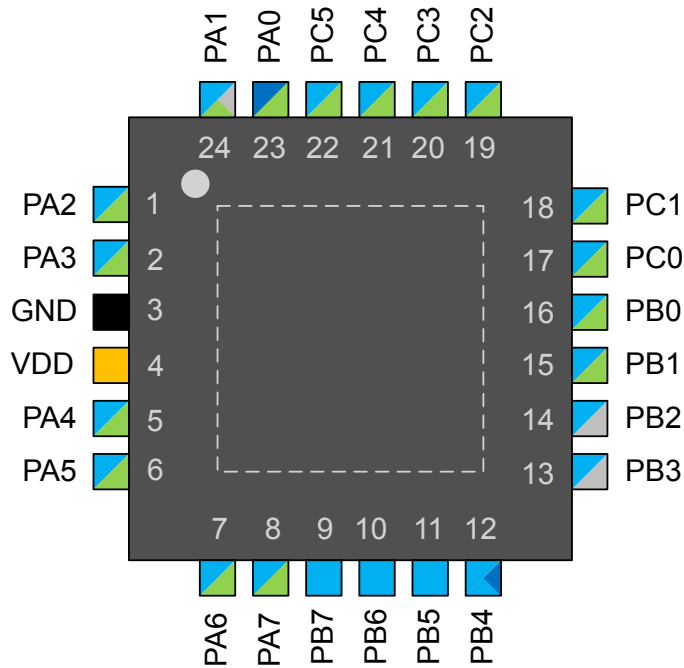 PA1 PA0 PC5 PC4 PC3 PC2
24 23 22 21 20 19
PA2 1 18 PC1
PA3 2 17 PC0
GND 3 16 PB0
VDD 4 15 PB1
PA4 5 14 PB2
PA5 6 13 PB3
7 8 9 10 11 12
PA6 PA7 PB7 PB6 PB5 PB4